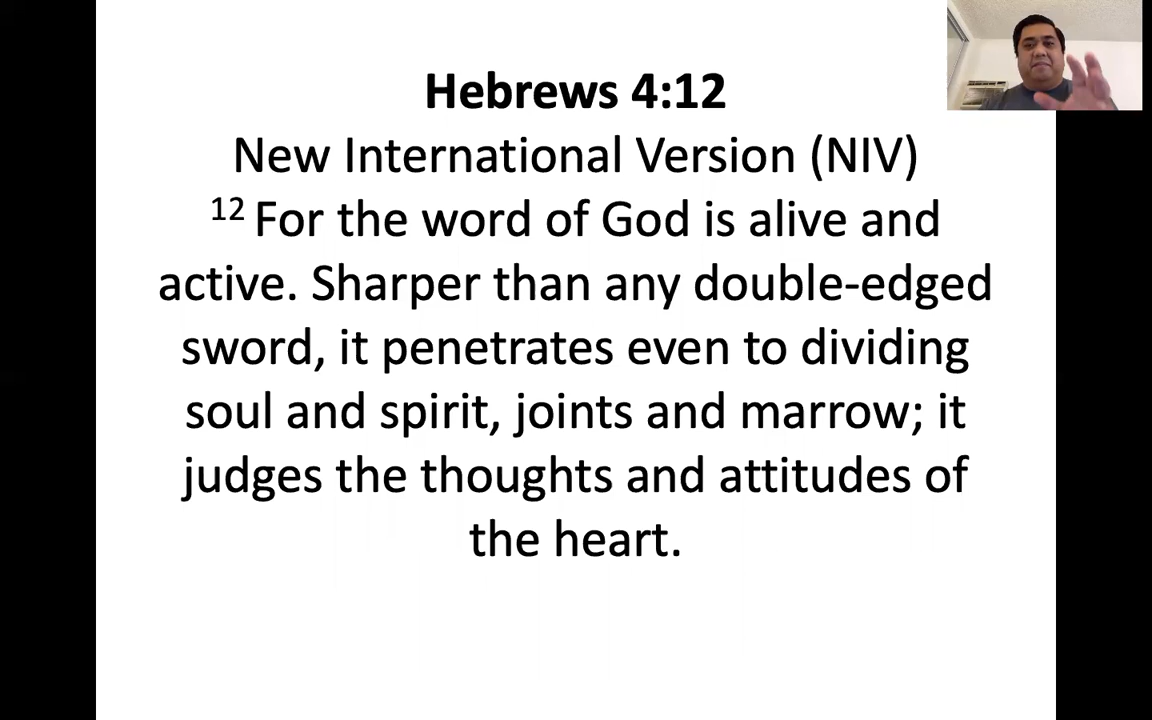 Hebrews 4:12
New International Version (NIV)
12 For the word of God is alive and
active. Sharper than any double-edged
sword, it penetrates even to dividing
soul and spirit, joints and marrow; it
judges the thoughts and attitudes of
the heart.